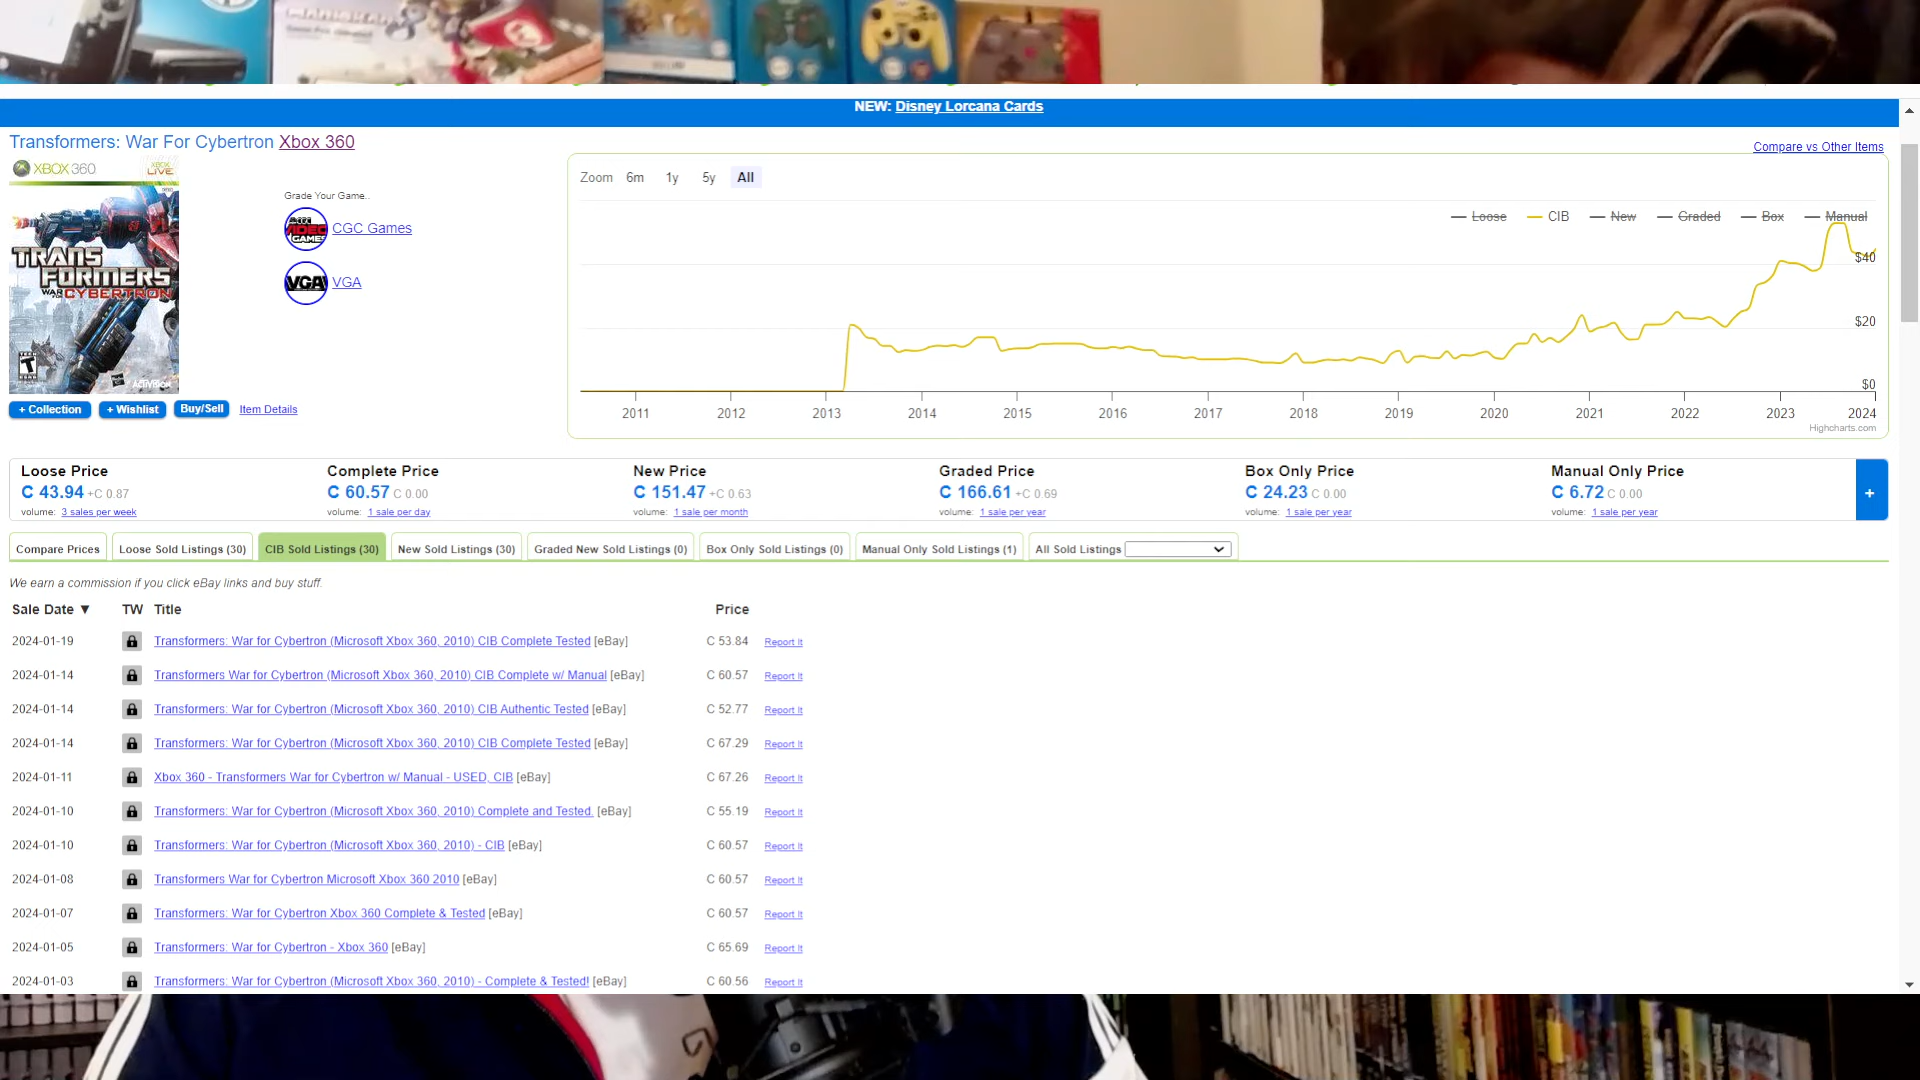 NEW: Disney Lorcana Cards
Transformers: War For Cybertron Xbox 360
Compare vs Other Items
XBOX 360
XBOX LIVE
TRANSFORMERS
WAR FOR CYBERTRON
ACTIVISION
Grade Your Game..
CGC Games
VGA VGA
+ Collection + Wishlist Buy/Sell Item Details
Zoom 6m 1y 5y All
Loose CIB New Graded Box Manual
$40
$20
$0
2011 2012 2013 2014 2015 2016 2017 2018 2019 2020 2021 2022 2023 2024
Highcharts.com
Loose Price Complete Price New Price Graded Price Box Only Price Manual Only Price
C 43.94 +C 0.87 C 60.57 C 0.00 C 151.47 +C 0.63 C 166.61 +C 0.69 C 24.23 C 0.00 C 6.72 C 0.00 +
volume: 3 sales per week volume: 1 sale per day volume: 1 sale per month volume: 1 sale per year volume: 1 sale per year volume: 1 sale per year
Compare Prices Loose Sold Listings (30) CIB Sold Listings (30) New Sold Listings (30) Graded New Sold Listings (0) Box Only Sold Listings (0) Manual Only Sold Listings (1) All Sold Listings
We earn a commission if you click eBay links and buy stuff.
Sale Date ▼ TW Title Price
2024-01-19 Transformers: War for Cybertron (Microsoft Xbox 360, 2010) CIB Complete Tested [eBay] C 53.84 Report It
2024-01-14 Transformers War for Cybertron (Microsoft Xbox 360, 2010) CIB Complete w/ Manual [eBay] C 60.57 Report It
2024-01-14 Transformers: War for Cybertron (Microsoft Xbox 360, 2010) CIB Authentic Tested [eBay] C 52.77 Report It
2024-01-14 Transformers: War for Cybertron (Microsoft Xbox 360, 2010) CIB Complete Tested [eBay] C 67.29 Report It
2024-01-11 Xbox 360 - Transformers War for Cybertron w/ Manual - USED, CIB [eBay] C 67.26 Report It
2024-01-10 Transformers: War for Cybertron (Microsoft Xbox 360, 2010) Complete and Tested. [eBay] C 55.19 Report It
2024-01-10 Transformers: War for Cybertron (Microsoft Xbox 360, 2010) - CIB [eBay] C 60.57 Report It
2024-01-08 Transformers War for Cybertron Microsoft Xbox 360 2010 [eBay] C 60.57 Report It
2024-01-07 Transformers: War for Cybertron Xbox 360 Complete & Tested [eBay] C 60.57 Report It
2024-01-05 Transformers: War for Cybertron - Xbox 360 [eBay] C 65.69 Report It
2024-01-03 Transformers: War for Cybertron (Microsoft Xbox 360, 2010) - Complete & Tested! [eBay] C 60.56 Report It